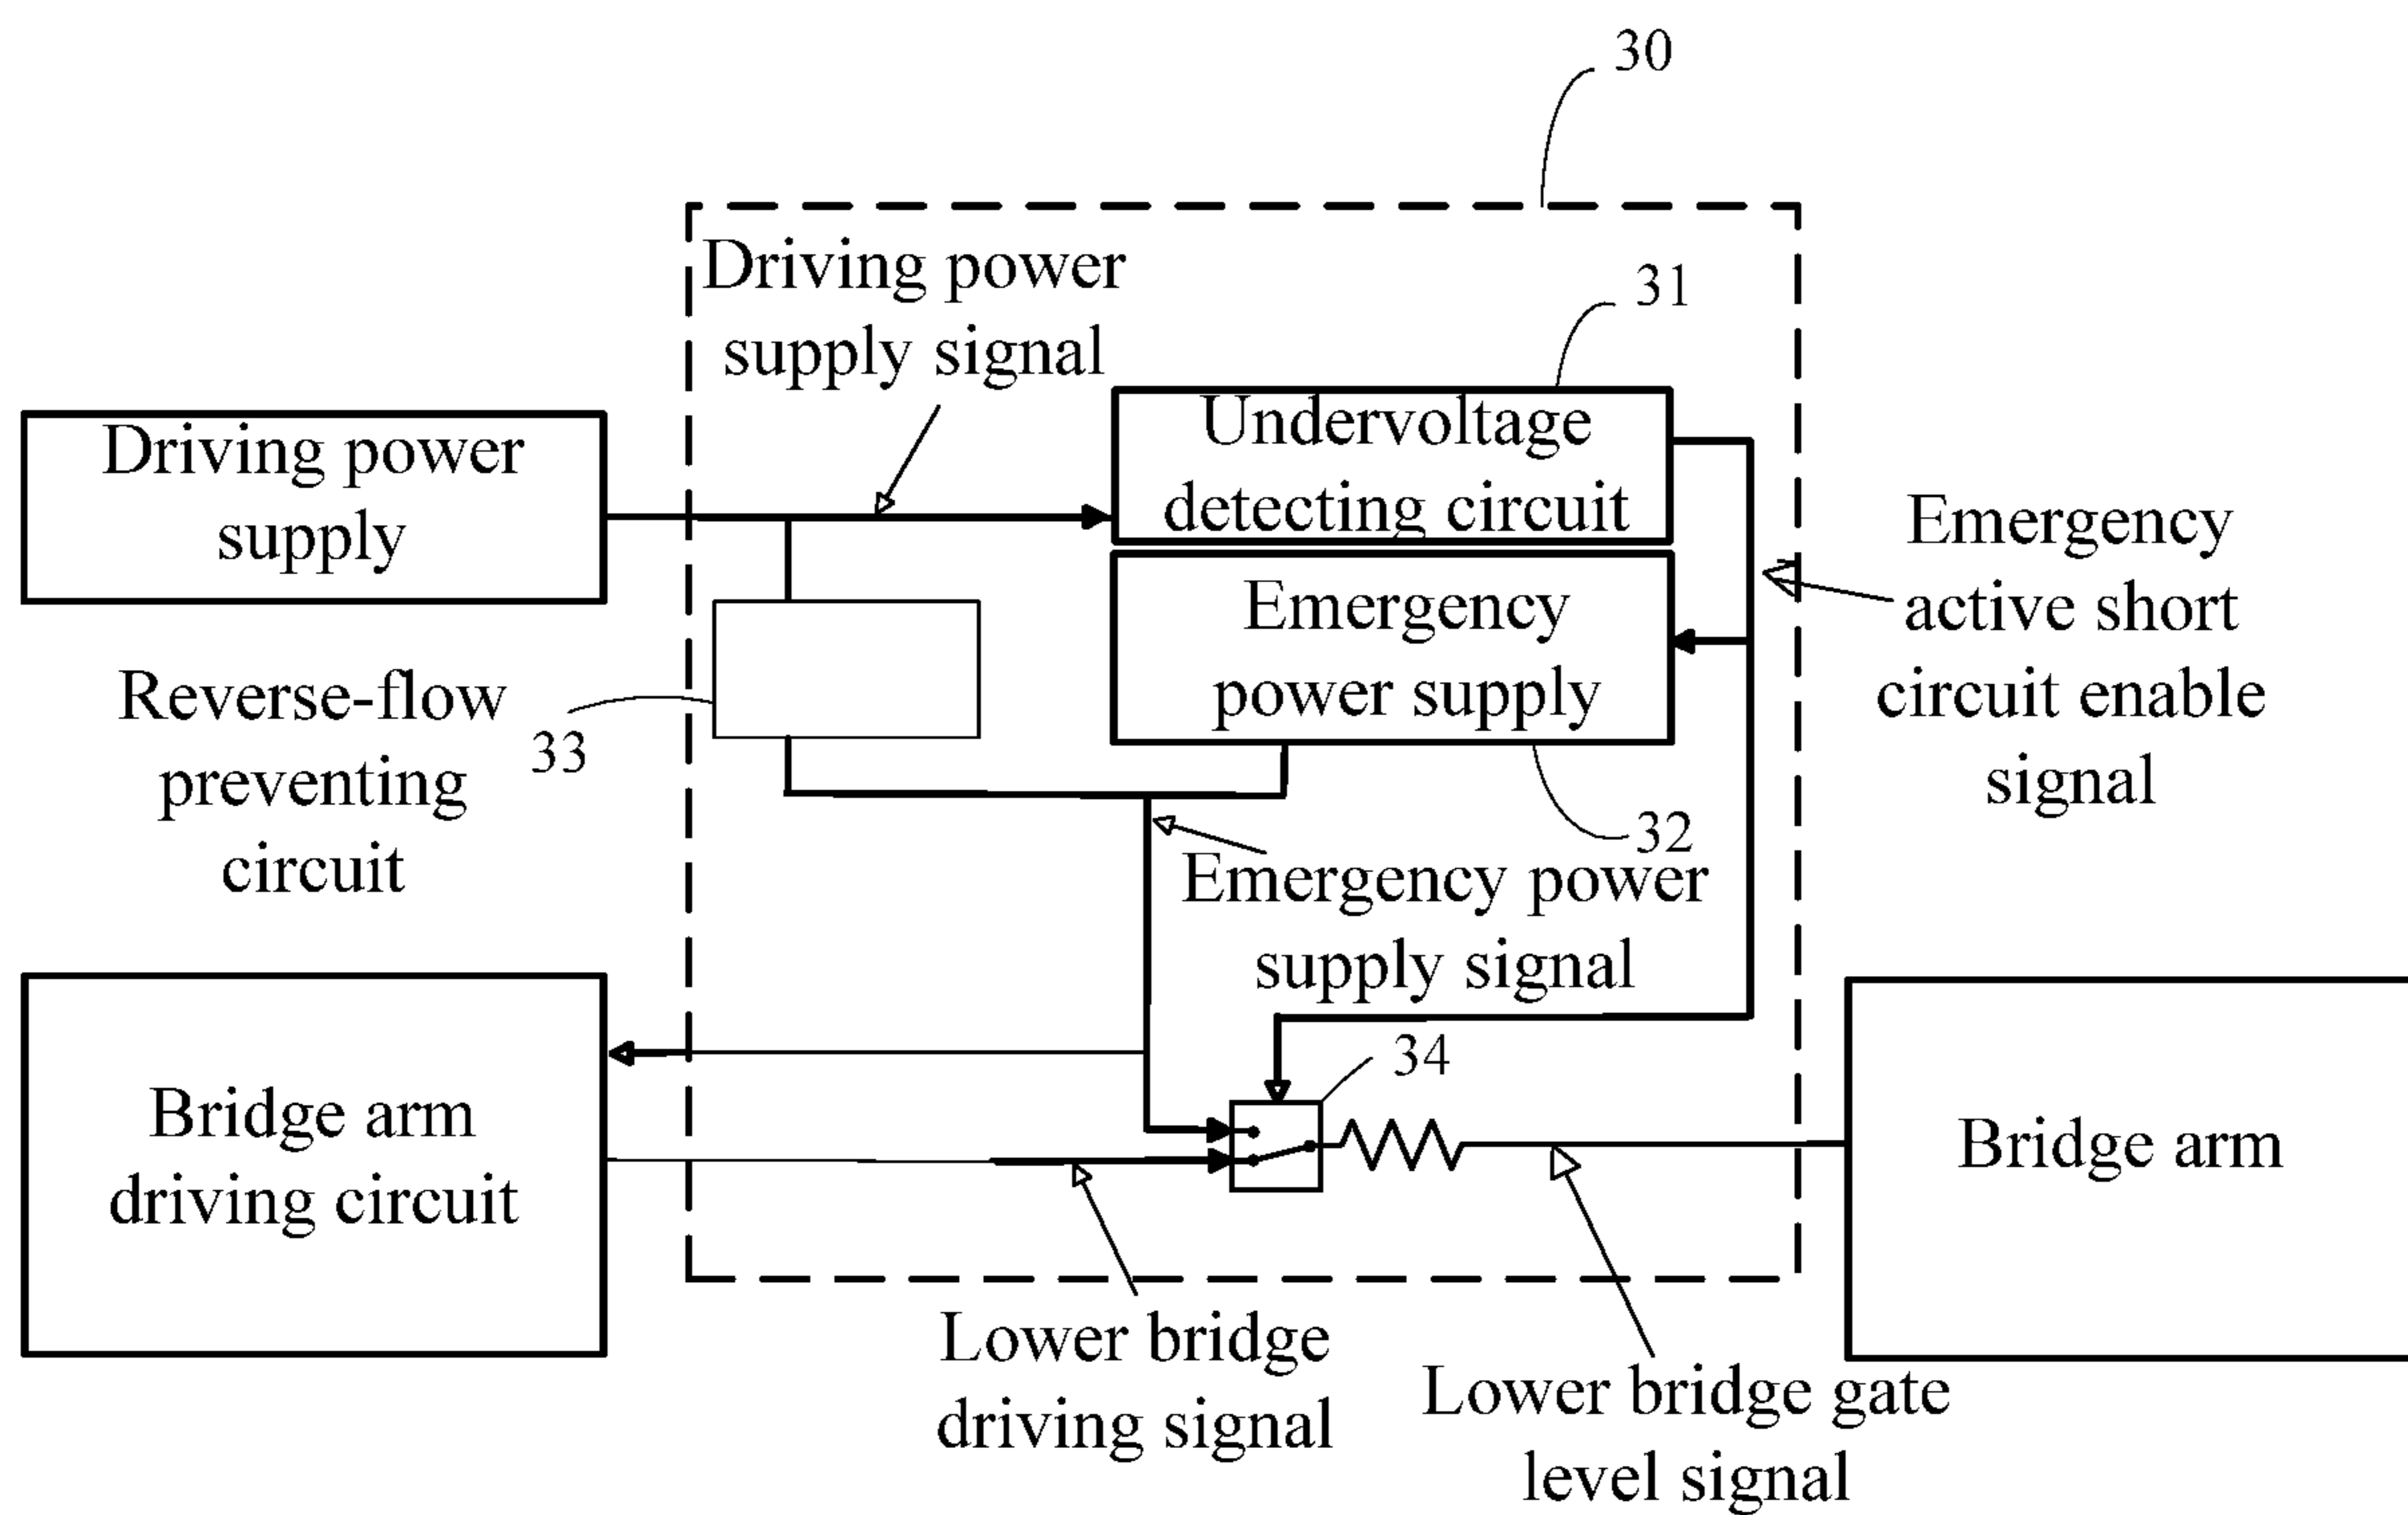 30
Driving power
supply signal
31
Undervoltage
detecting circuit
Driving power
supply
Emergency
power supply
Emergency
active short
circuit enable
signal
Reverse-flow
preventing
circuit
33
32
Emergency power
supply signal
34
Bridge arm
driving circuit
Bridge arm
Lower bridge
driving signal
Lower bridge gate
level signal